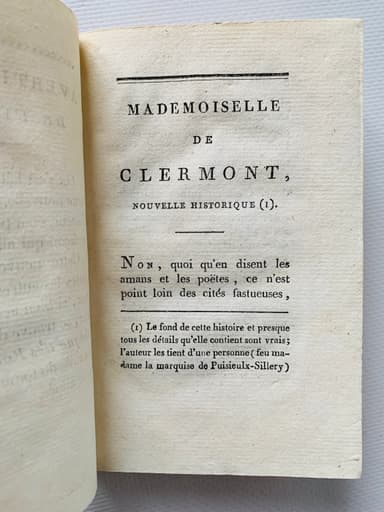 MADEMOISELLE
DE
CLERMONT,
NOUVELLE HISTORIQUE (1).
NON, quoi qu'en disent les
amans et les poëtes, ce n'est
point loin des cités fastueuses,
(1) Le fond de cette histoire et presque
tous les détails qu'elle contient sont vrais;
l'auteur les tient d'une personne (feu ma-
dame la marquise de Puisieulx-Sillery)